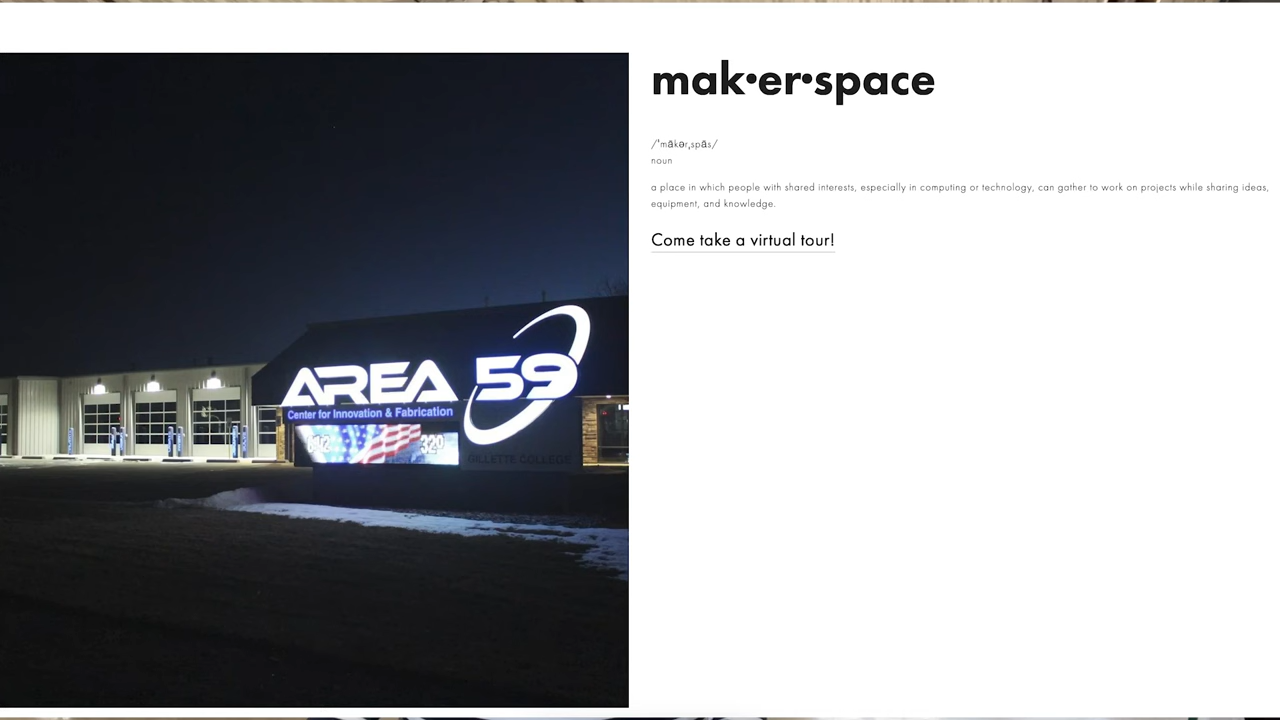 mak•er•space
/ˈmākərˌspās/
noun
a place in which people with shared interests, especially in computing or technology, can gather to work on projects while sharing ideas,
equipment, and knowledge.
Come take a virtual tour!
AREA 59
Center for Innovation & Fabrication
GILLETTE COLLEGE